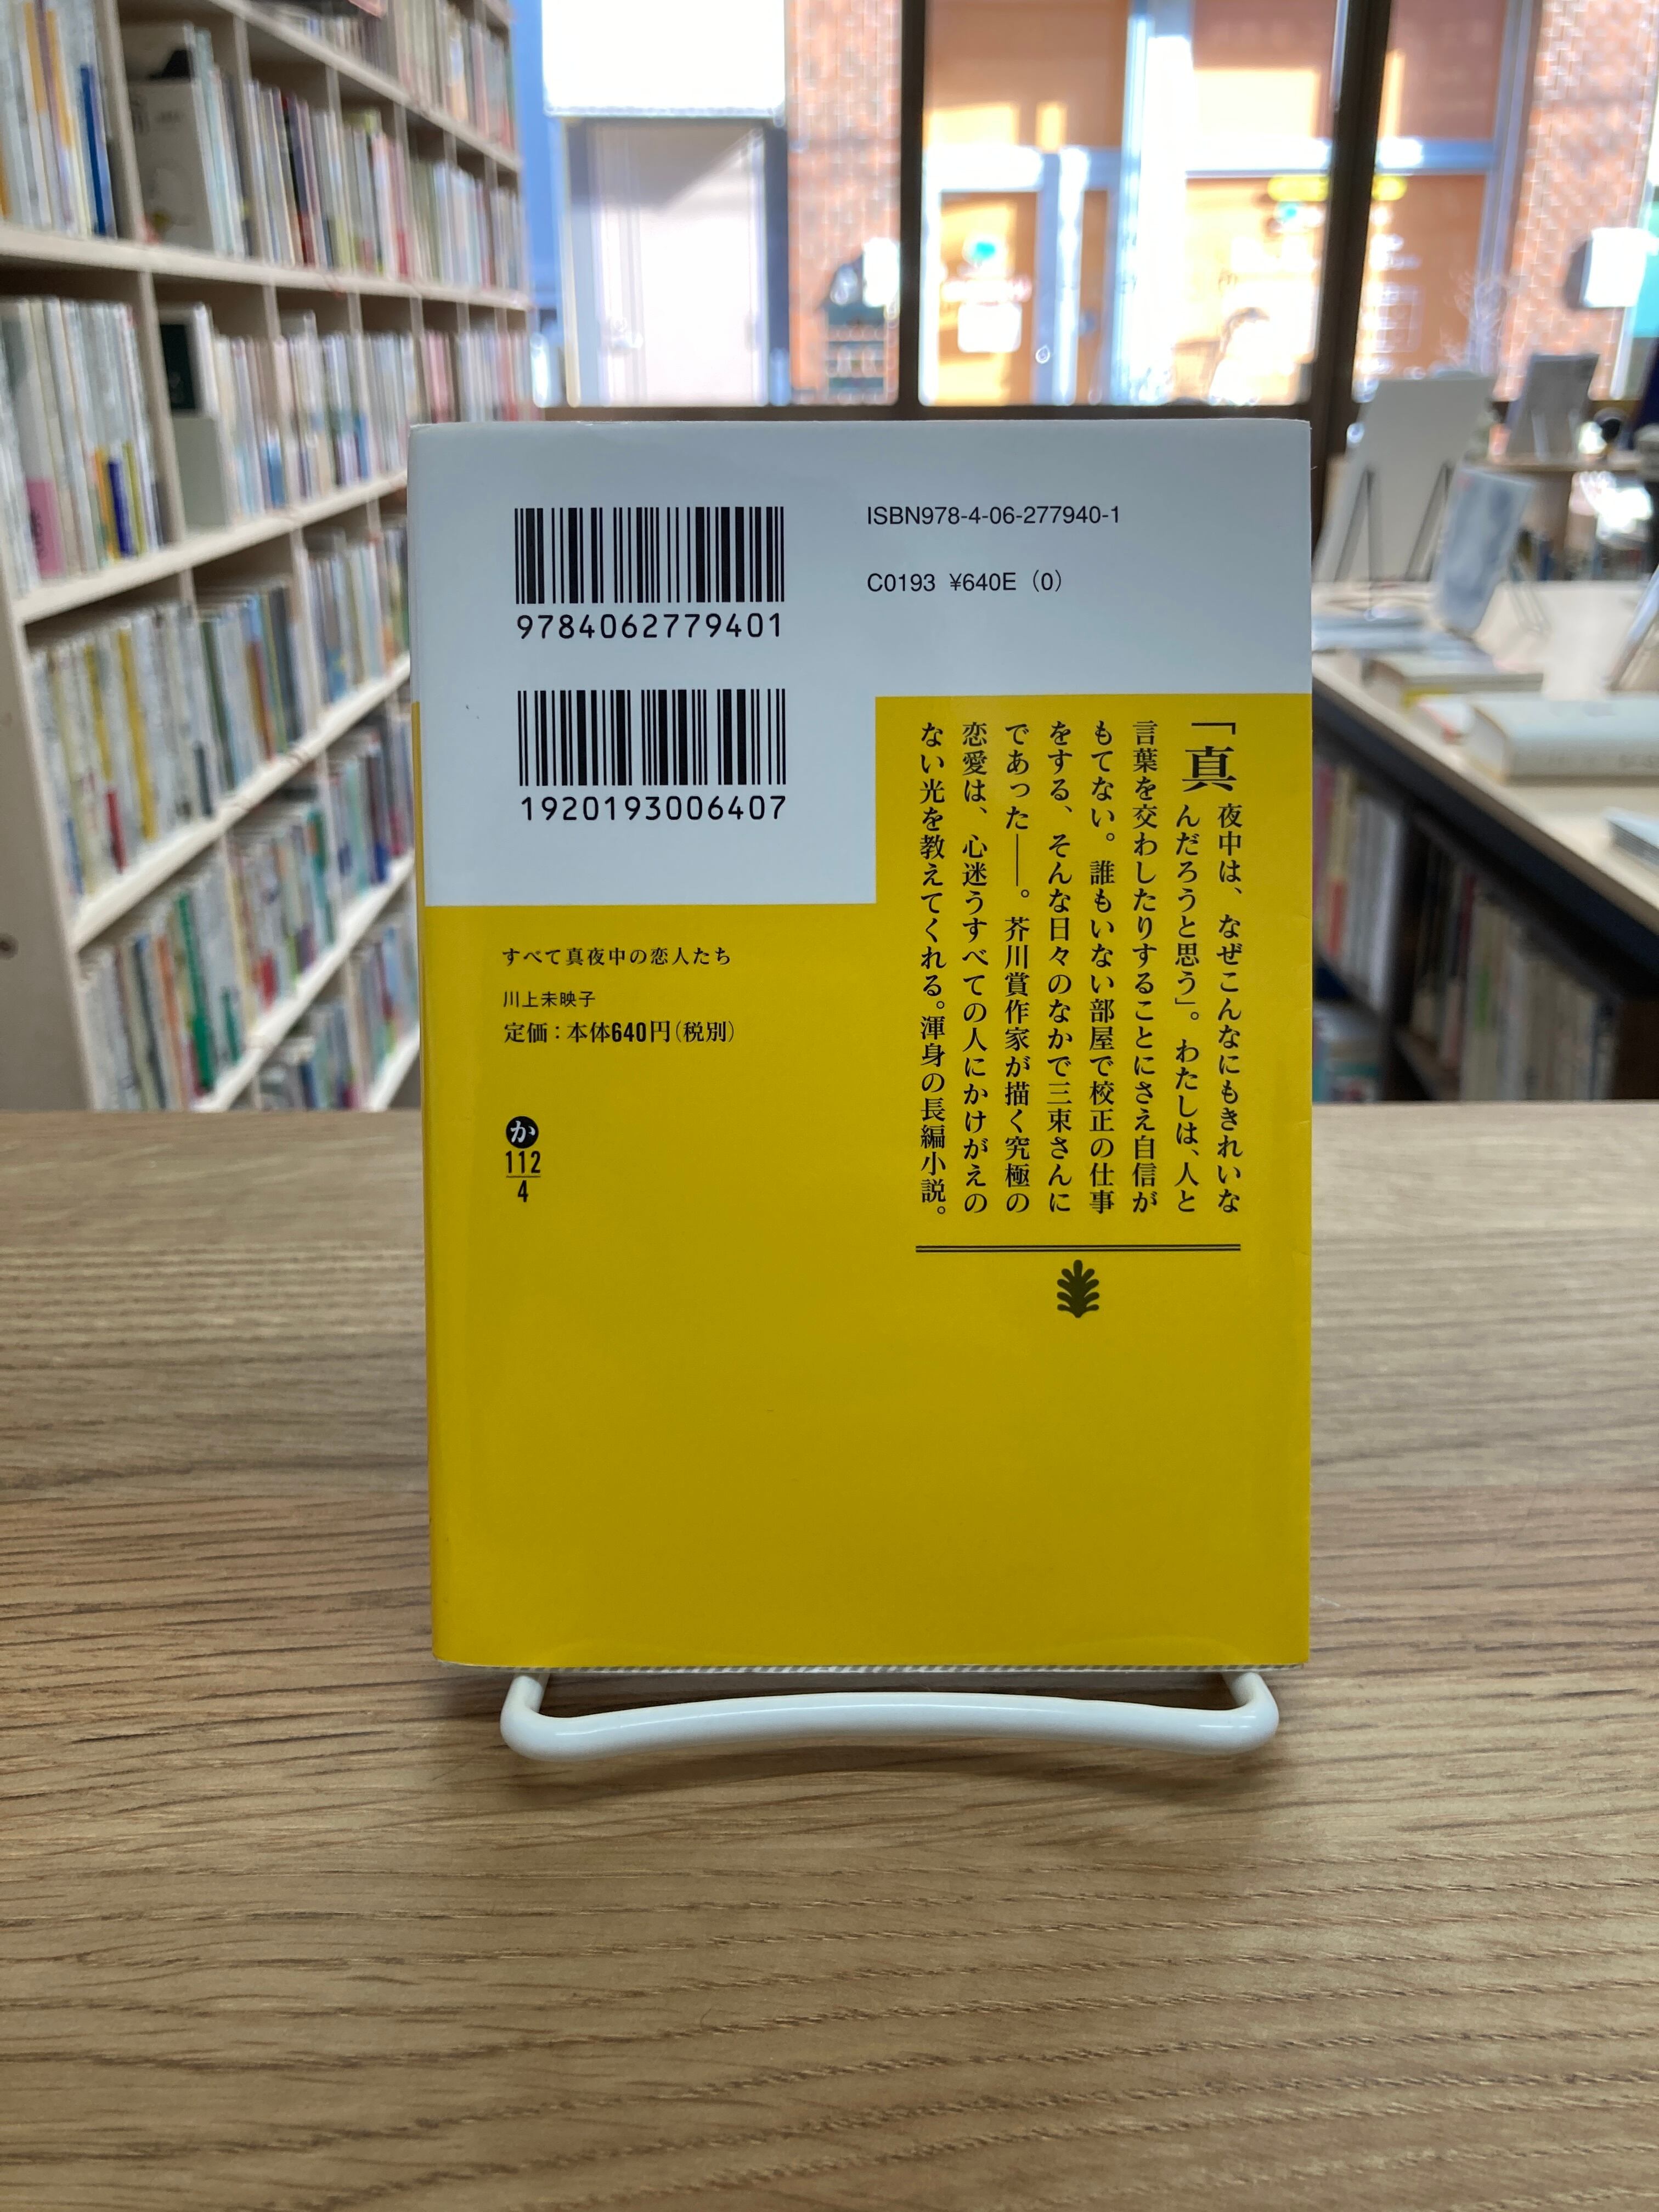 ISBN978-4-06-277940-1
C0193 ¥640E (0)
9784062779401
1920193006407
「真夜中は、なぜこんなにもきれいな
んだろうと思う」。わたしは、人と
言葉を交わしたりすることにさえ自信が
もてない。誰もいない部屋で校正の仕事
をする、そんな日々のなかで三束さんに
であった――。芥川賞作家が描く究極の
恋愛は、心迷うすべての人にかけがえの
ない光を教えてくれる。渾身の長編小説。
すべて真夜中の恋人たち
川上未映子
定価：本体640円（税別）
か
112
4